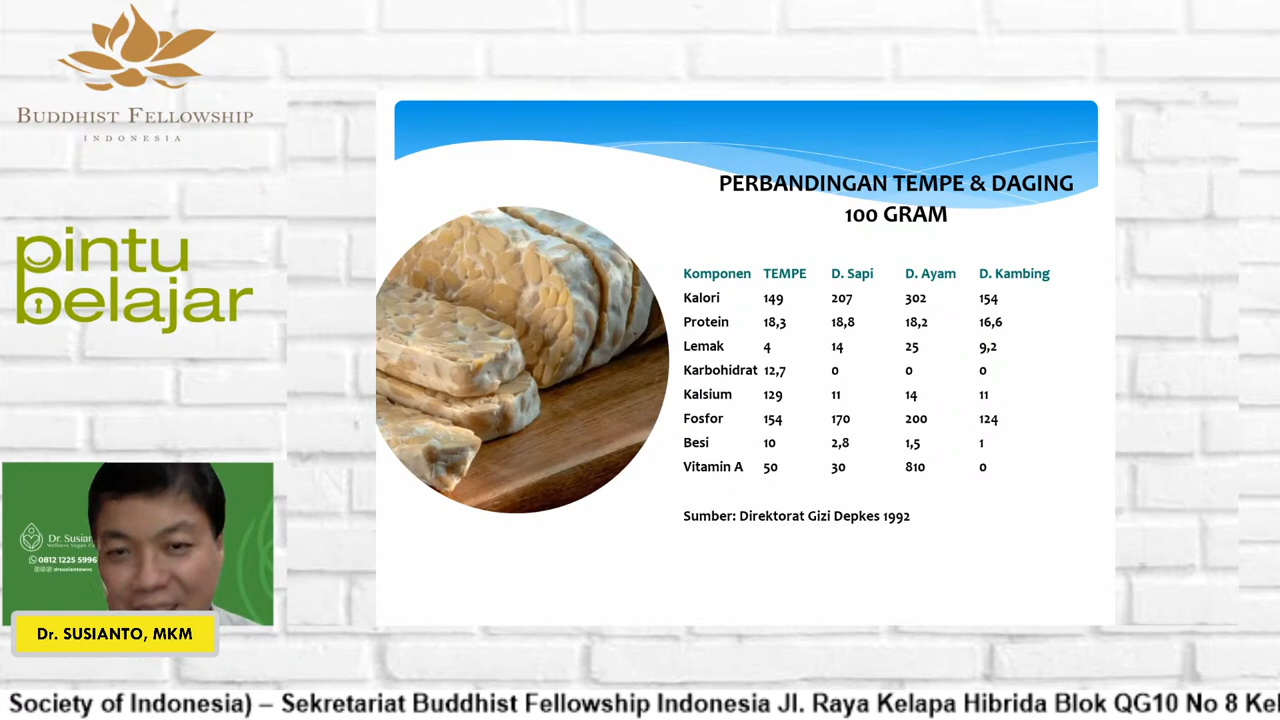 BUDDHIST FELLOWSHIP
INDONESIA
pintu
belajar
PERBANDINGAN TEMPE & DAGING
100 GRAM
Komponen TEMPE D. Sapi D. Ayam D. Kambing
Kalori 149 207 302 154
Protein 18,3 18,8 18,2 16,6
Lemak 4 14 25 9,2
Karbohidrat 12,7 0 0 0
Kalsium 129 11 14 11
Fosfor 154 170 200 124
Besi 10 2,8 1,5 1
Vitamin A 50 30 810 0
Sumber: Direktorat Gizi Depkes 1992
Dr. Susian
Wellness Vegan
0812 1225 5996
drsusiantowvc
Dr. SUSIANTO, MKM
Society of Indonesia) – Sekretariat Buddhist Fellowship Indonesia Jl. Raya Kelapa Hibrida Blok QG10 No 8 Kel